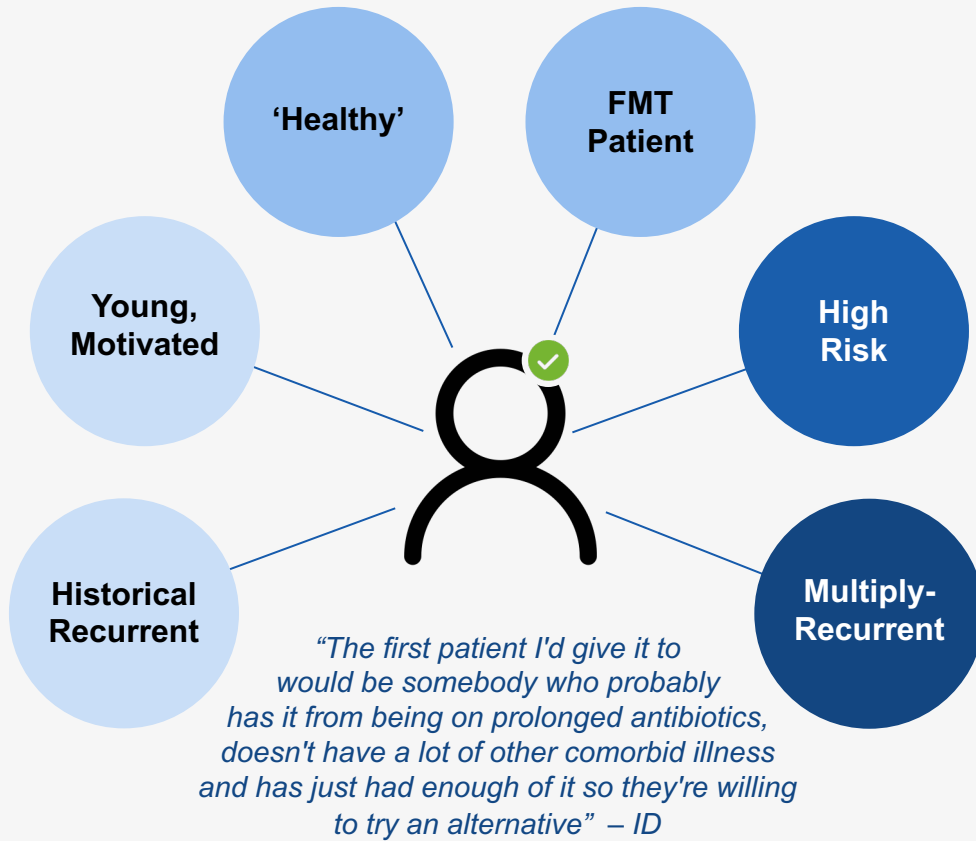 ‘Healthy’
FMT
Patient
Young,
Motivated
High
Risk
Historical
Recurrent
Multiply-
Recurrent
“The first patient I'd give it to
would be somebody who probably
has it from being on prolonged antibiotics,
doesn't have a lot of other comorbid illness
and has just had enough of it so they're willing
to try an alternative” – ID